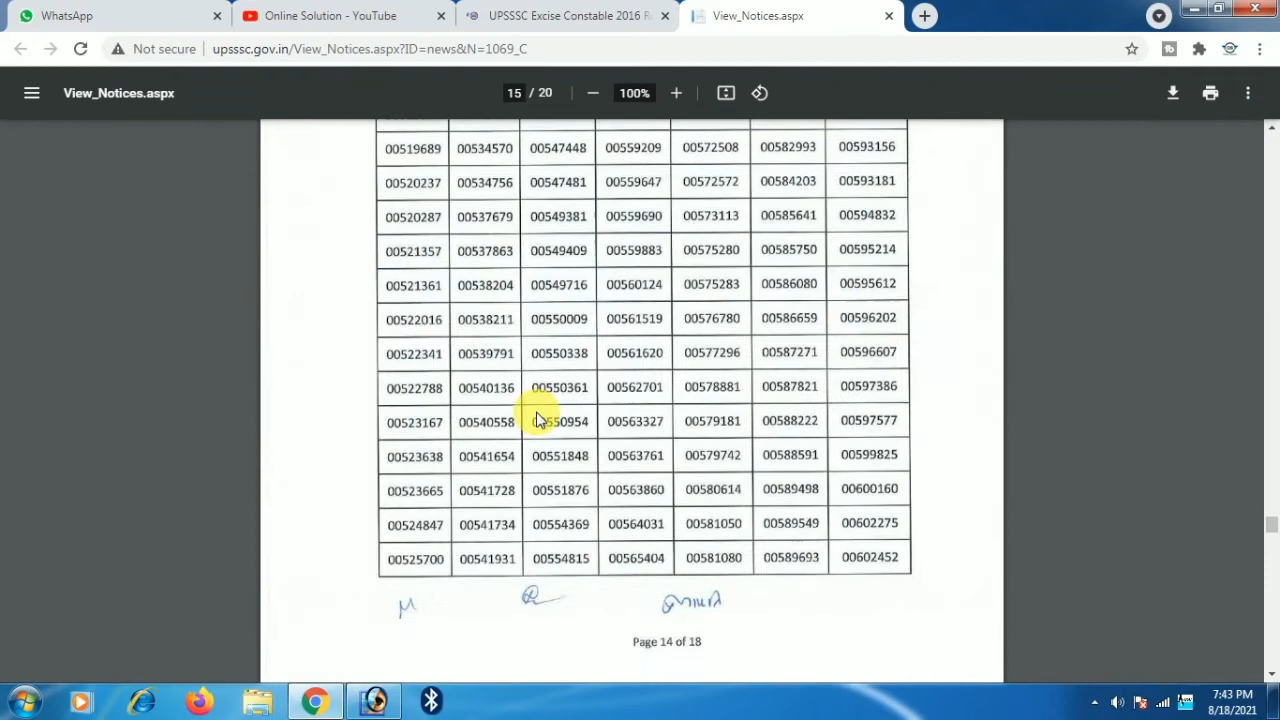 WhatsApp
Online Solution - YouTube
UPSSSC Excise Constable 2016 R
View_Notices.aspx
Not secure
upsssc.gov.in/View_Notices.aspx?ID=news&N=1069_C
View_Notices.aspx
15 / 20
100%
00519689 00534570 00547448 00559209 00572508 00582993 00593156
00520237 00534756 00547481 00559647 00572572 00584203 00593181
00520287 00537679 00549381 00559690 00573113 00585641 00594832
00521357 00537863 00549409 00559883 00575280 00585750 00595214
00521361 00538204 00549716 00560124 00575283 00586080 00595612
00522016 00538211 00550009 00561519 00576780 00586659 00596202
00522341 00539791 00550338 00561620 00577296 00587271 00596607
00522788 00540136 00550361 00562701 00578881 00587821 00597386
00523167 00540558 00550954 00563327 00579181 00588222 00597577
00523638 00541654 00551848 00563761 00579742 00588591 00599825
00523665 00541728 00551876 00563860 00580614 00589498 00600160
00524847 00541734 00554369 00564031 00581050 00589549 00602275
00525700 00541931 00554815 00565404 00581080 00589693 00602452
Page 14 of 18
7:43 PM
8/18/2021